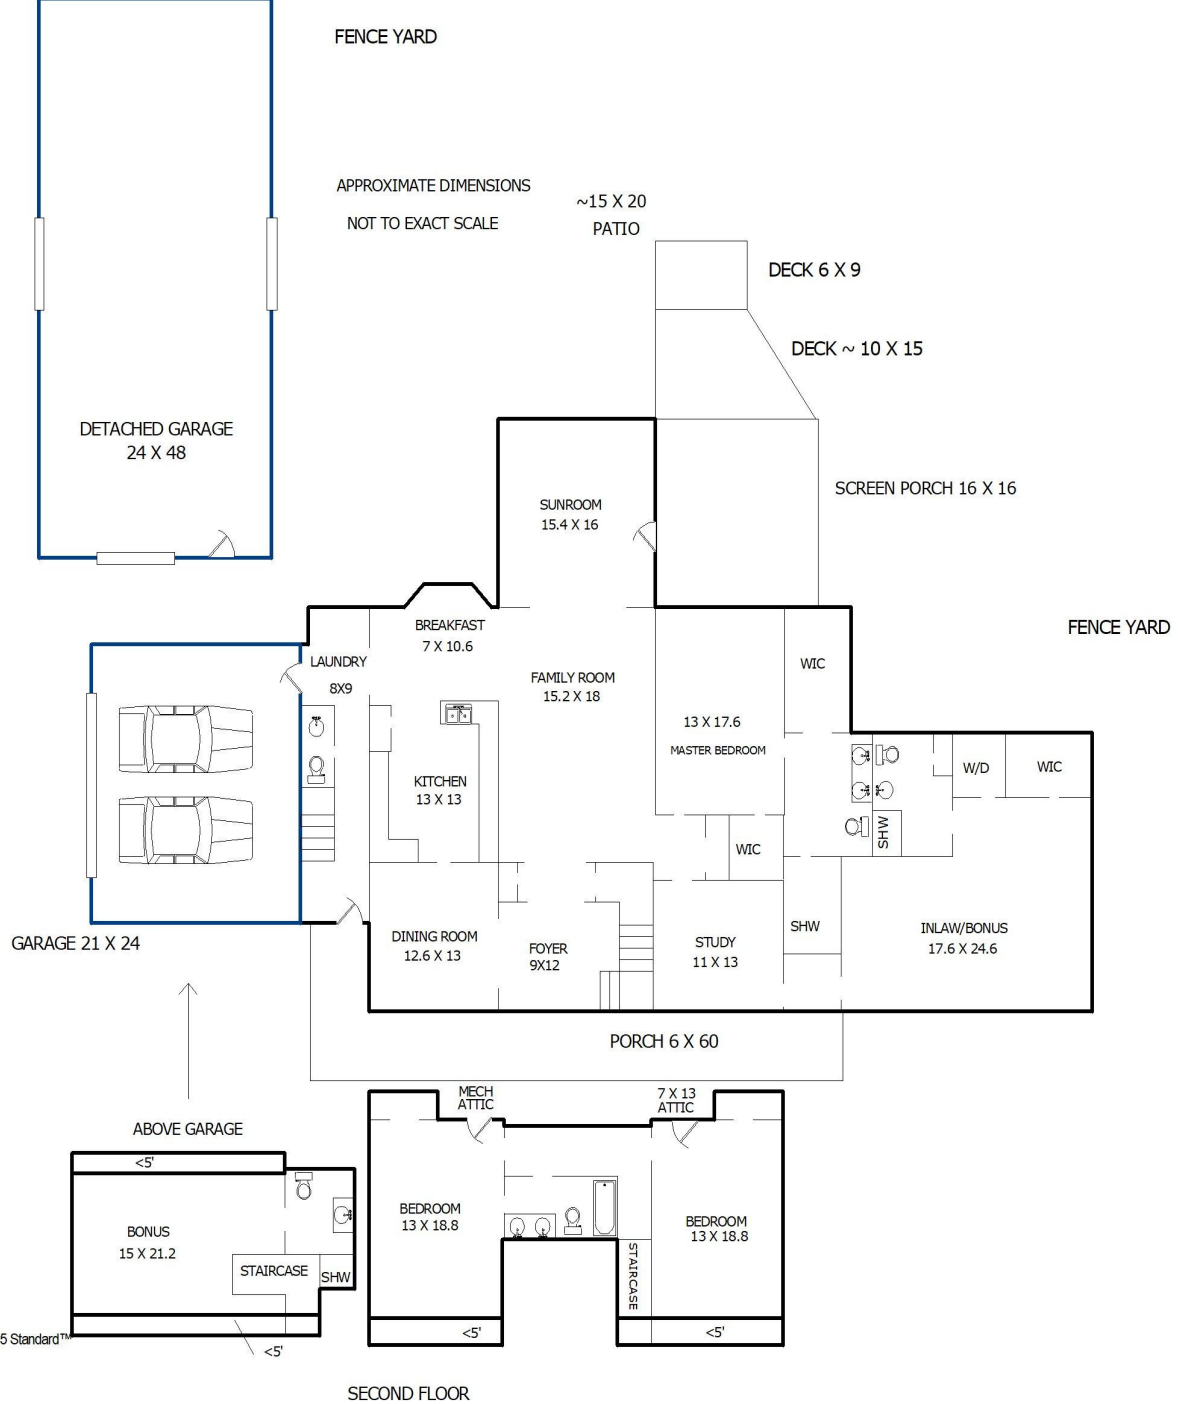 FENCE YARD
APPROXIMATE DIMENSIONS
NOT TO EXACT SCALE
~15 X 20
PATIO
DECK 6 X 9
DECK ~ 10 X 15
DETACHED GARAGE
24 X 48
SUNROOM
15.4 X 16
SCREEN PORCH 16 X 16
BREAKFAST
7 X 10.6
FENCE YARD
LAUNDRY
8X9
FAMILY ROOM
15.2 X 18
WIC
13 X 17.6
MASTER BEDROOM
W/D
WIC
KITCHEN
13 X 13
SHW
WIC
GARAGE 21 X 24
DINING ROOM
12.6 X 13
FOYER
9X12
STUDY
11 X 13
SHW
INLAW/BONUS
17.6 X 24.6
PORCH 6 X 60
MECH
ATTIC
7 X 13
ATTIC
ABOVE GARAGE
<5'
BONUS
15 X 21.2
STAIRCASE
SHW
BEDROOM
13 X 18.8
BEDROOM
13 X 18.8
STAIRCASE
5 Standard™
<5'
<5'
<5'
SECOND FLOOR